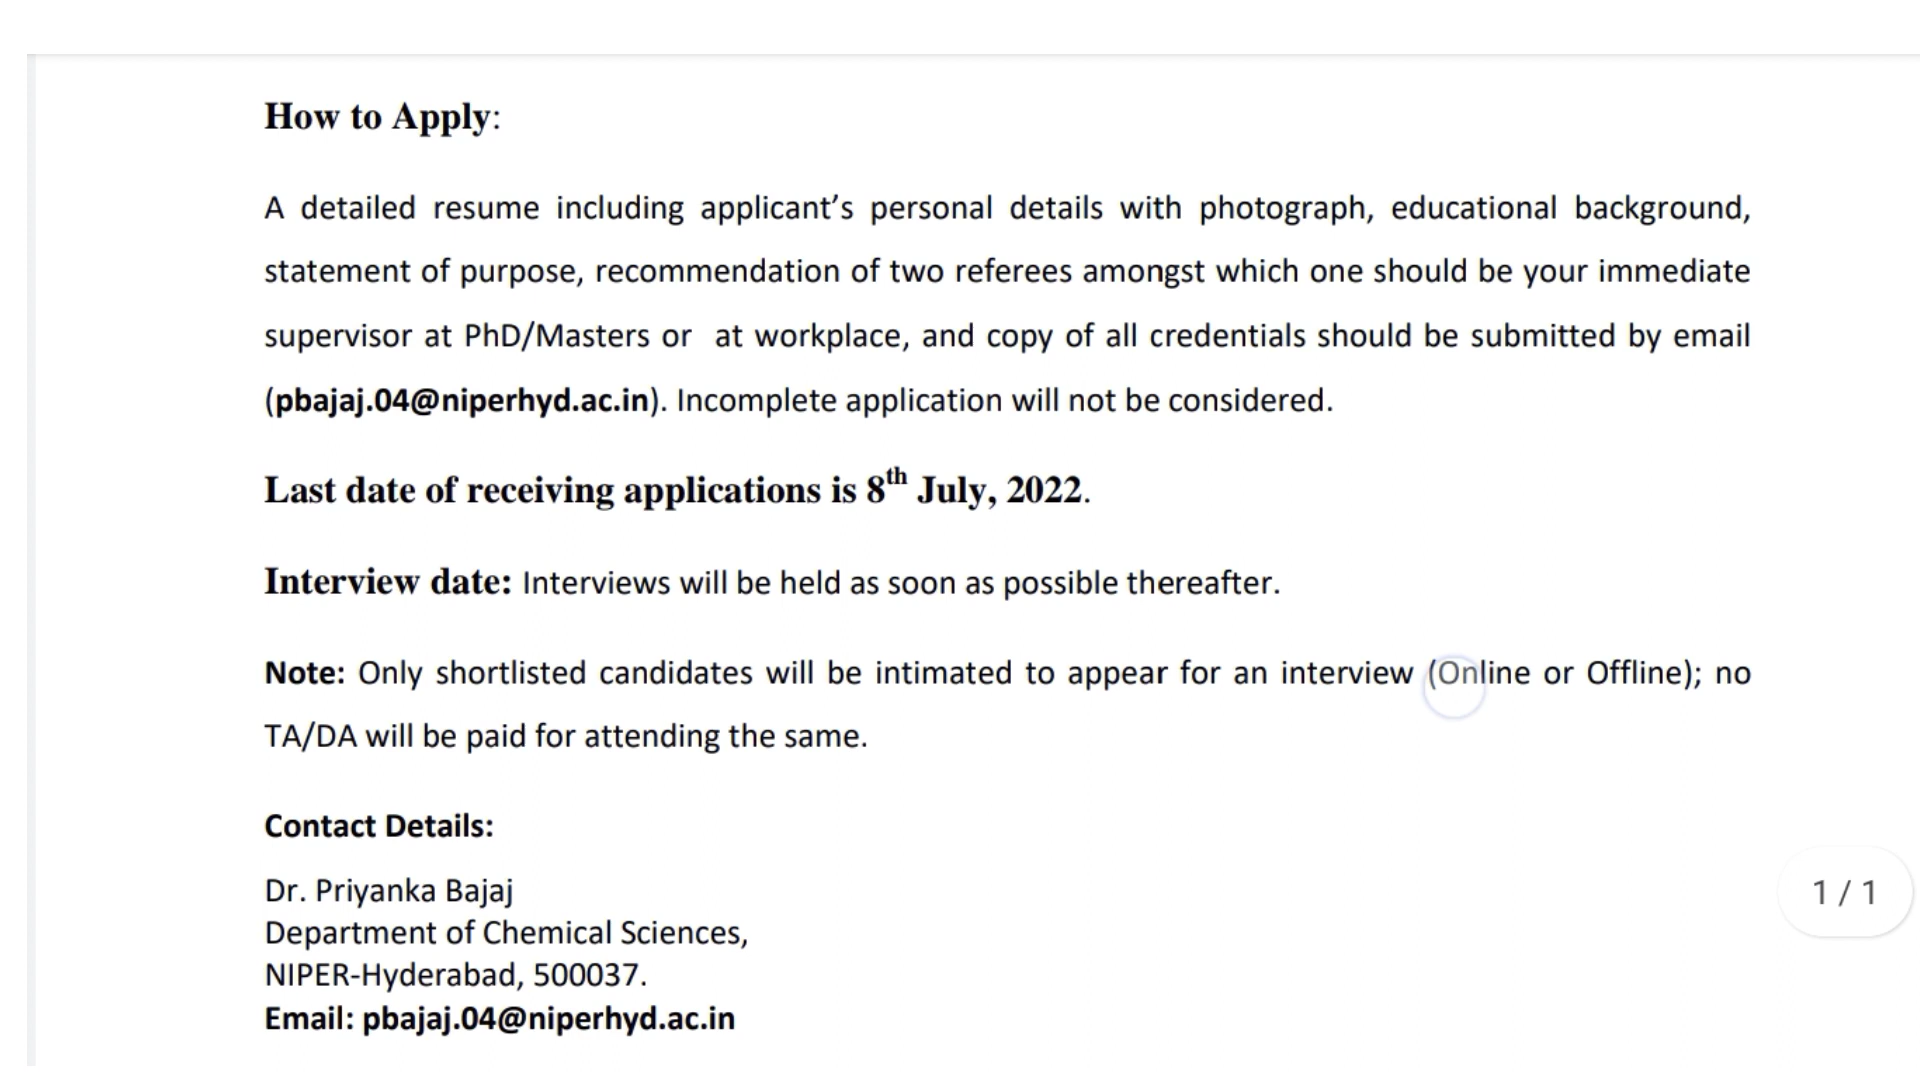 How to Apply:
A detailed resume including applicant’s personal details with photograph, educational background,
statement of purpose, recommendation of two referees amongst which one should be your immediate
supervisor at PhD/Masters or at workplace, and copy of all credentials should be submitted by email
(pbajaj.04@niperhyd.ac.in). Incomplete application will not be considered.
Last date of receiving applications is 8th July, 2022.
Interview date: Interviews will be held as soon as possible thereafter.
Note: Only shortlisted candidates will be intimated to appear for an interview (Online or Offline); no
TA/DA will be paid for attending the same.
Contact Details:
Dr. Priyanka Bajaj
Department of Chemical Sciences,
NIPER-Hyderabad, 500037.
Email: pbajaj.04@niperhyd.ac.in
1 / 1